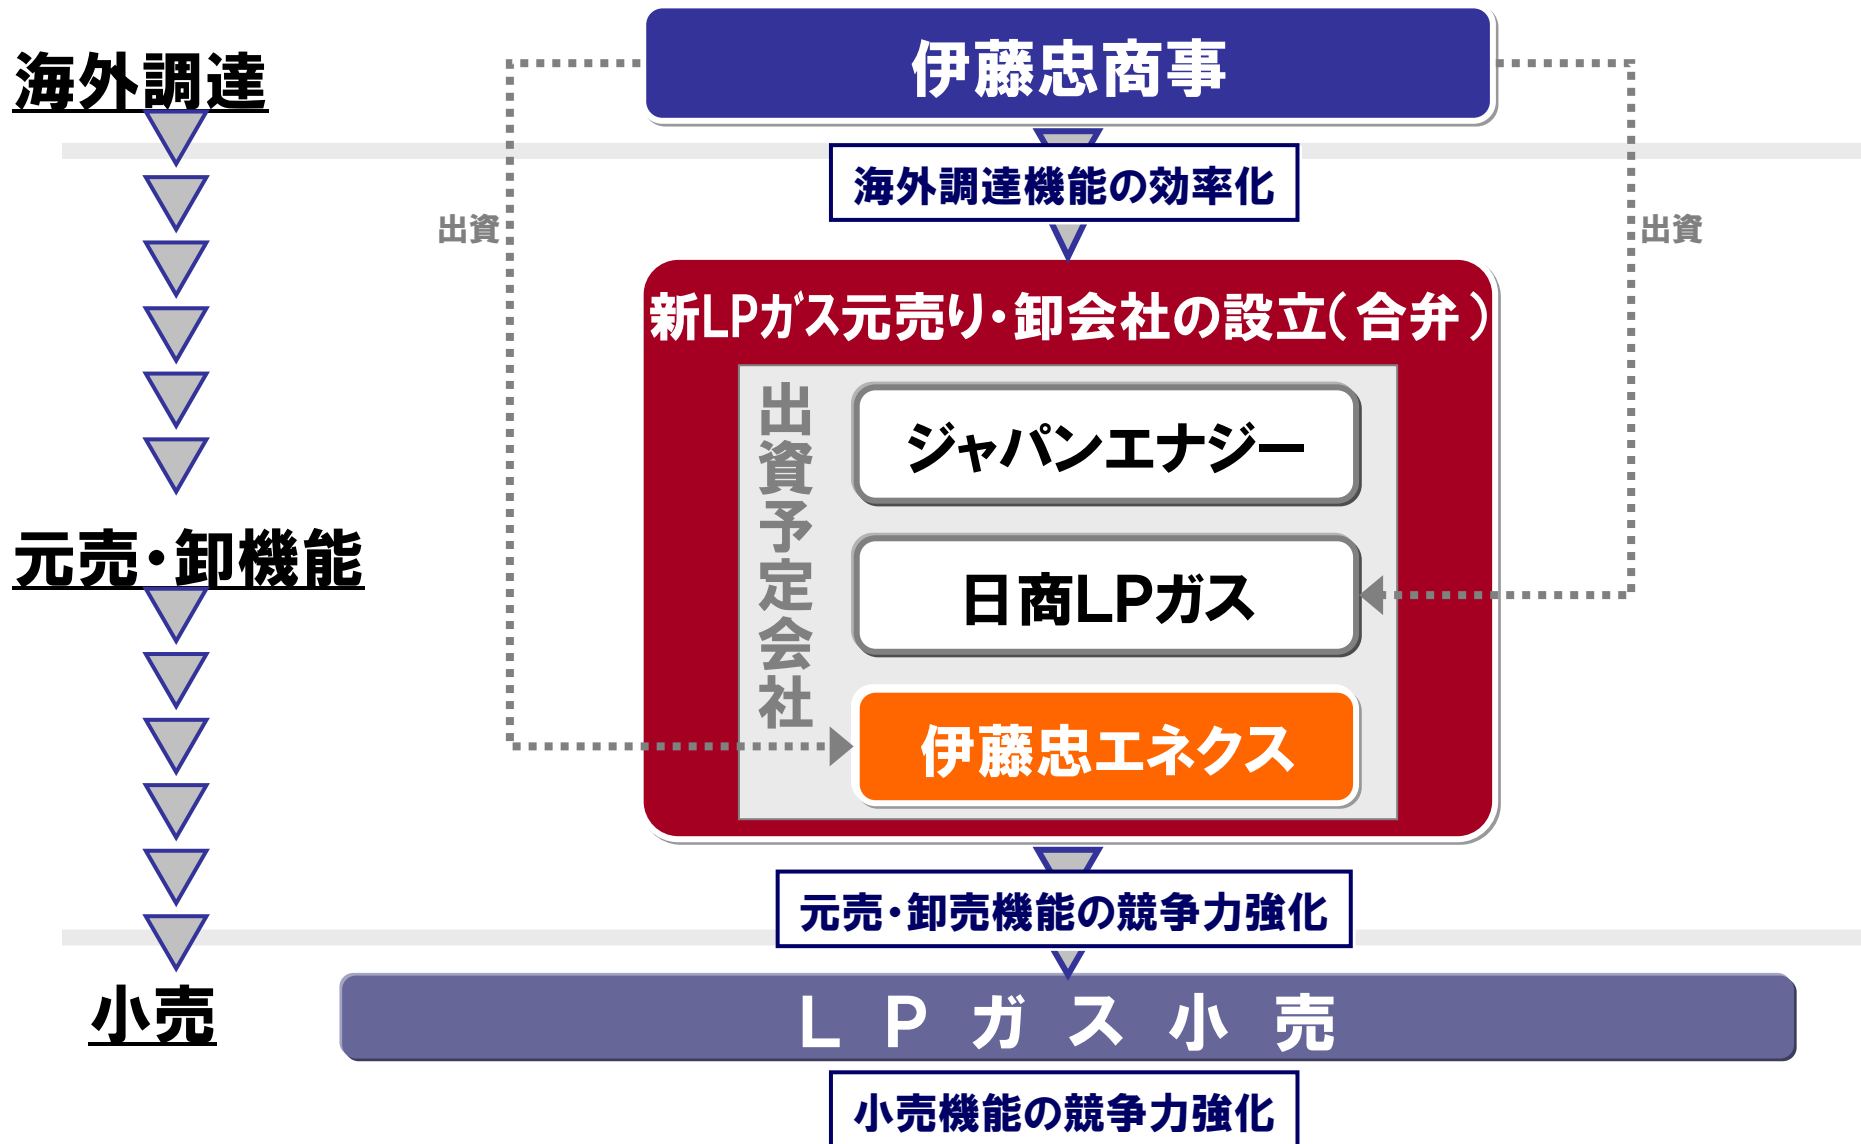 伊藤忠商事
海外調達
海外調達機能の効率化
出資
出資
新LPガス元売り・卸会社の設立(合弁)
出資予定会社
ジャパンエナジー
元売・卸機能
日商LPガス
伊藤忠エネクス
元売・卸売機能の競争力強化
小売
LPガス小売
小売機能の競争力強化